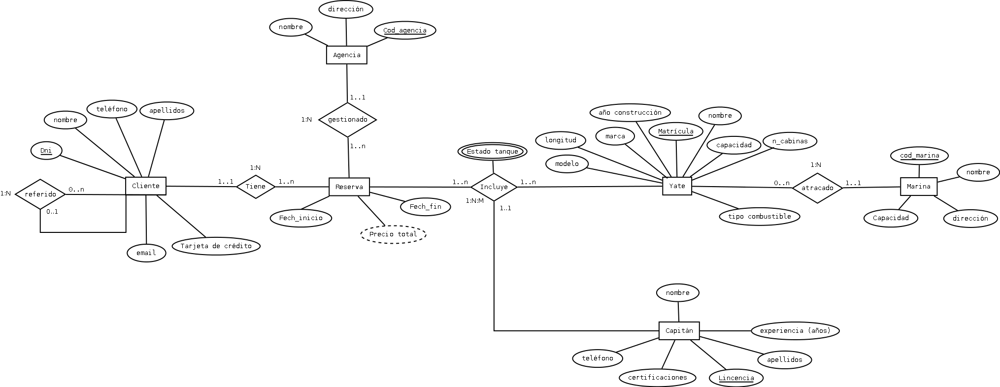 dirección
nombre
Cod_agencia
Agencia
1..1
gestionado
1:N
1..n
teléfono
apellidos
nombre
Dni
Cliente
referido
1:N
0..n
0..1
email
Tarjeta de crédito
1:N
1..1
Tiene
1..n
Reserva
Fech_inicio
Precio total
Fech_fin
Estado tanque
1..n
Incluye
1..n
1:N:M
1..1
año construcción
nombre
longitud
marca
Matrícula
capacidad
n_cabinas
modelo
Yate
tipo combustible
1:N
0..n
atracado
1..1
cod_marina
nombre
Marina
Capacidad
dirección
nombre
Capitán
experiencia (años)
teléfono
apellidos
certificaciones
Lincencia